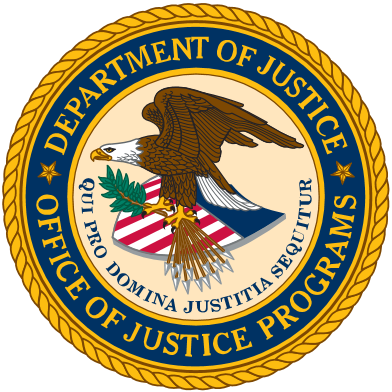 DEPARTMENT OF JUSTICE
QUI PRO DOMINA JUSTITIA SEQUITUR
OFFICE OF JUSTICE PROGRAMS